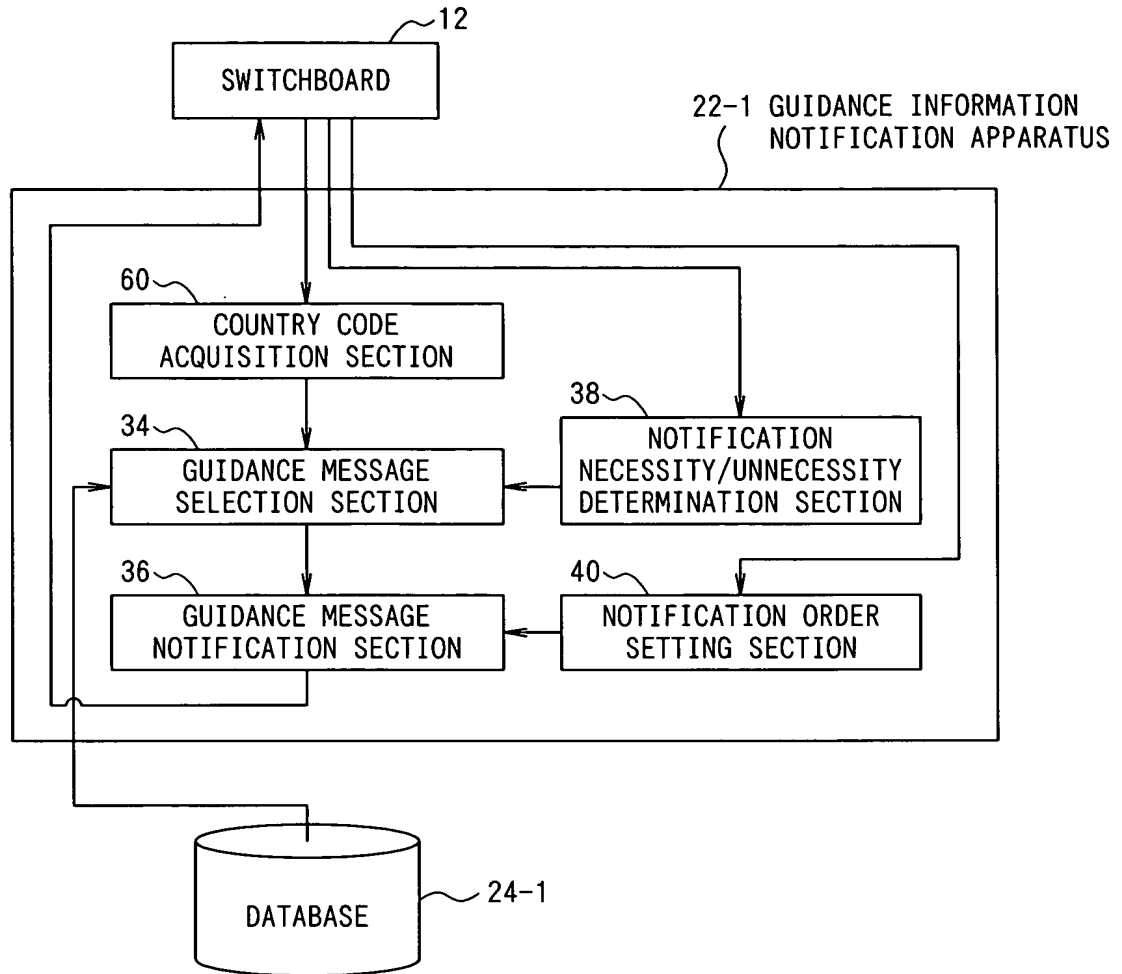 12
SWITCHBOARD
22-1 GUIDANCE INFORMATION
NOTIFICATION APPARATUS
60
COUNTRY CODE
ACQUISITION SECTION
34
GUIDANCE MESSAGE
SELECTION SECTION
38
NOTIFICATION
NECESSITY/UNNECESSITY
DETERMINATION SECTION
36
GUIDANCE MESSAGE
NOTIFICATION SECTION
40
NOTIFICATION ORDER
SETTING SECTION
DATABASE
24-1